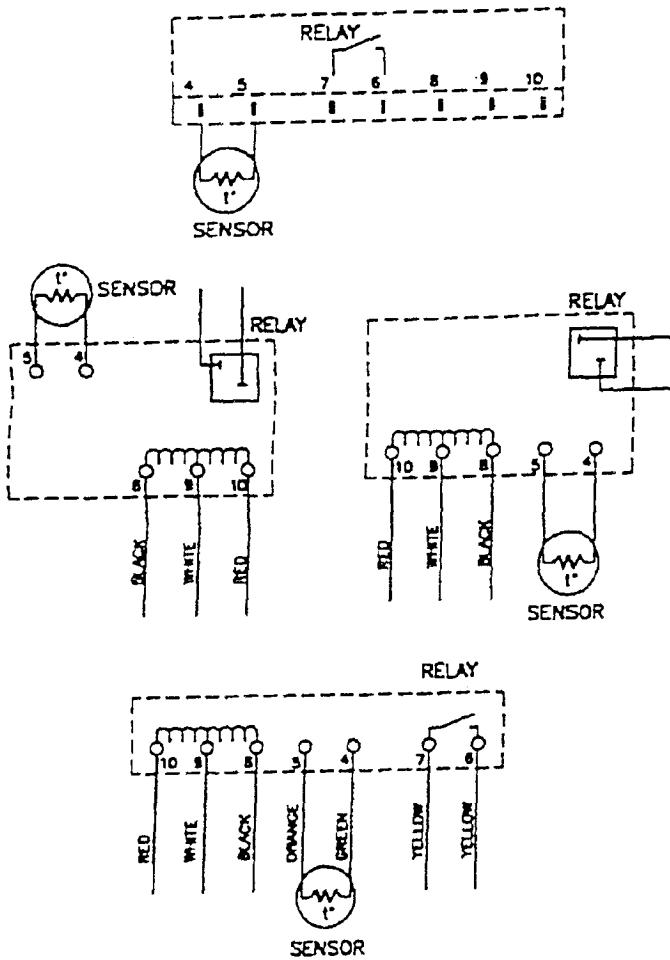 RELAY
4 5 7 6 8 9 10
t°
SENSOR
t°
SENSOR
RELAY
5 4
8 9 10
BLACK
WHITE
RED
RELAY
10 9 8 5 4
RED
WHITE
BLACK
t°
SENSOR
RELAY
10 9 8 5 4 7 6
RED
WHITE
BLACK
ORANGE
GREEN
YELLOW
YELLOW
t°
SENSOR